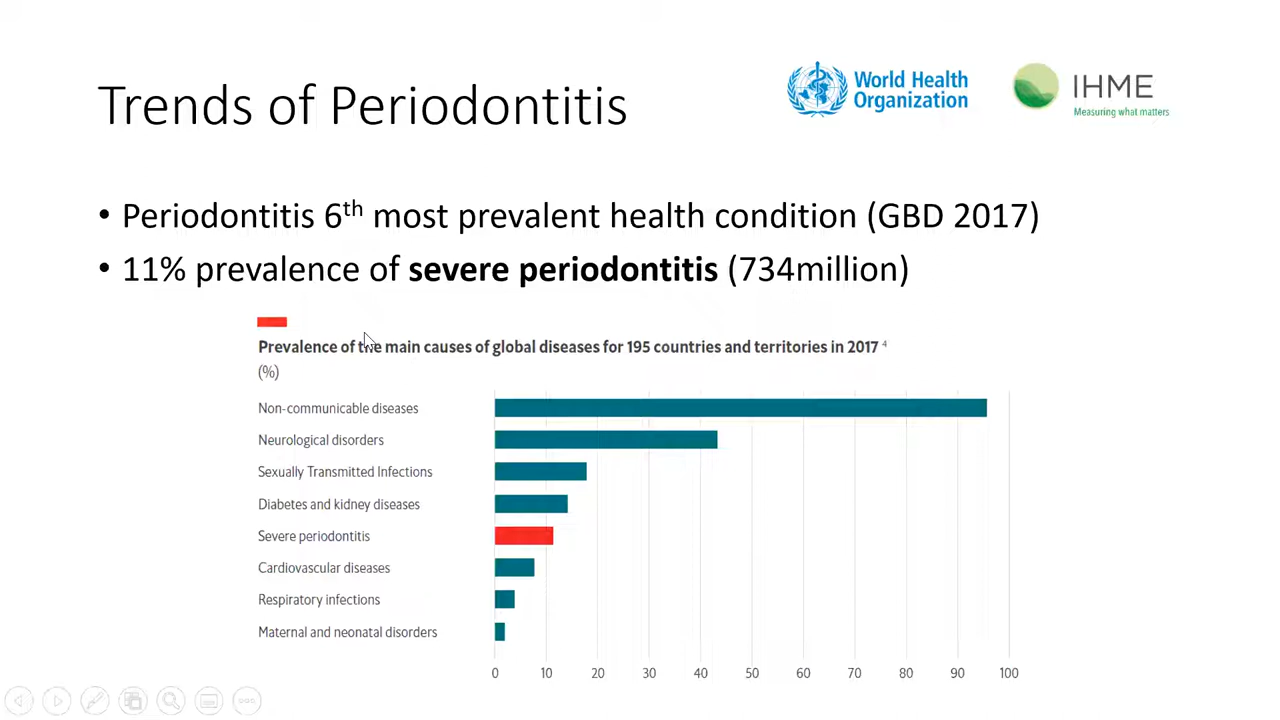 Trends of Periodontitis
World Health
Organization
IHME
Measuring what matters
• Periodontitis 6th most prevalent health condition (GBD 2017)
• 11% prevalence of severe periodontitis (734million)
Prevalence of the main causes of global diseases for 195 countries and territories in 2017 4
(%)
Non-communicable diseases
Neurological disorders
Sexually Transmitted Infections
Diabetes and kidney diseases
Severe periodontitis
Cardiovascular diseases
Respiratory infections
Maternal and neonatal disorders
0 10 20 30 40 50 60 70 80 90 100